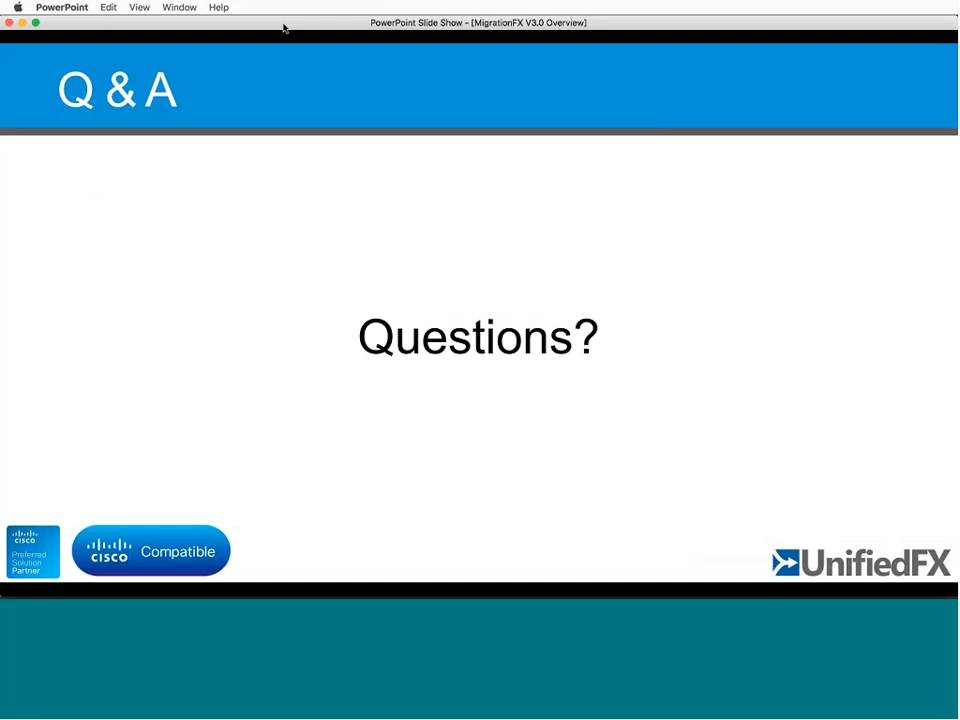 PowerPoint Edit View Window Help
PowerPoint Slide Show - [MigrationFX V3.0 Overview]
Q & A
Questions?
CISCO
Preferred
Solution
Partner
CISCO Compatible
UnifiedFX